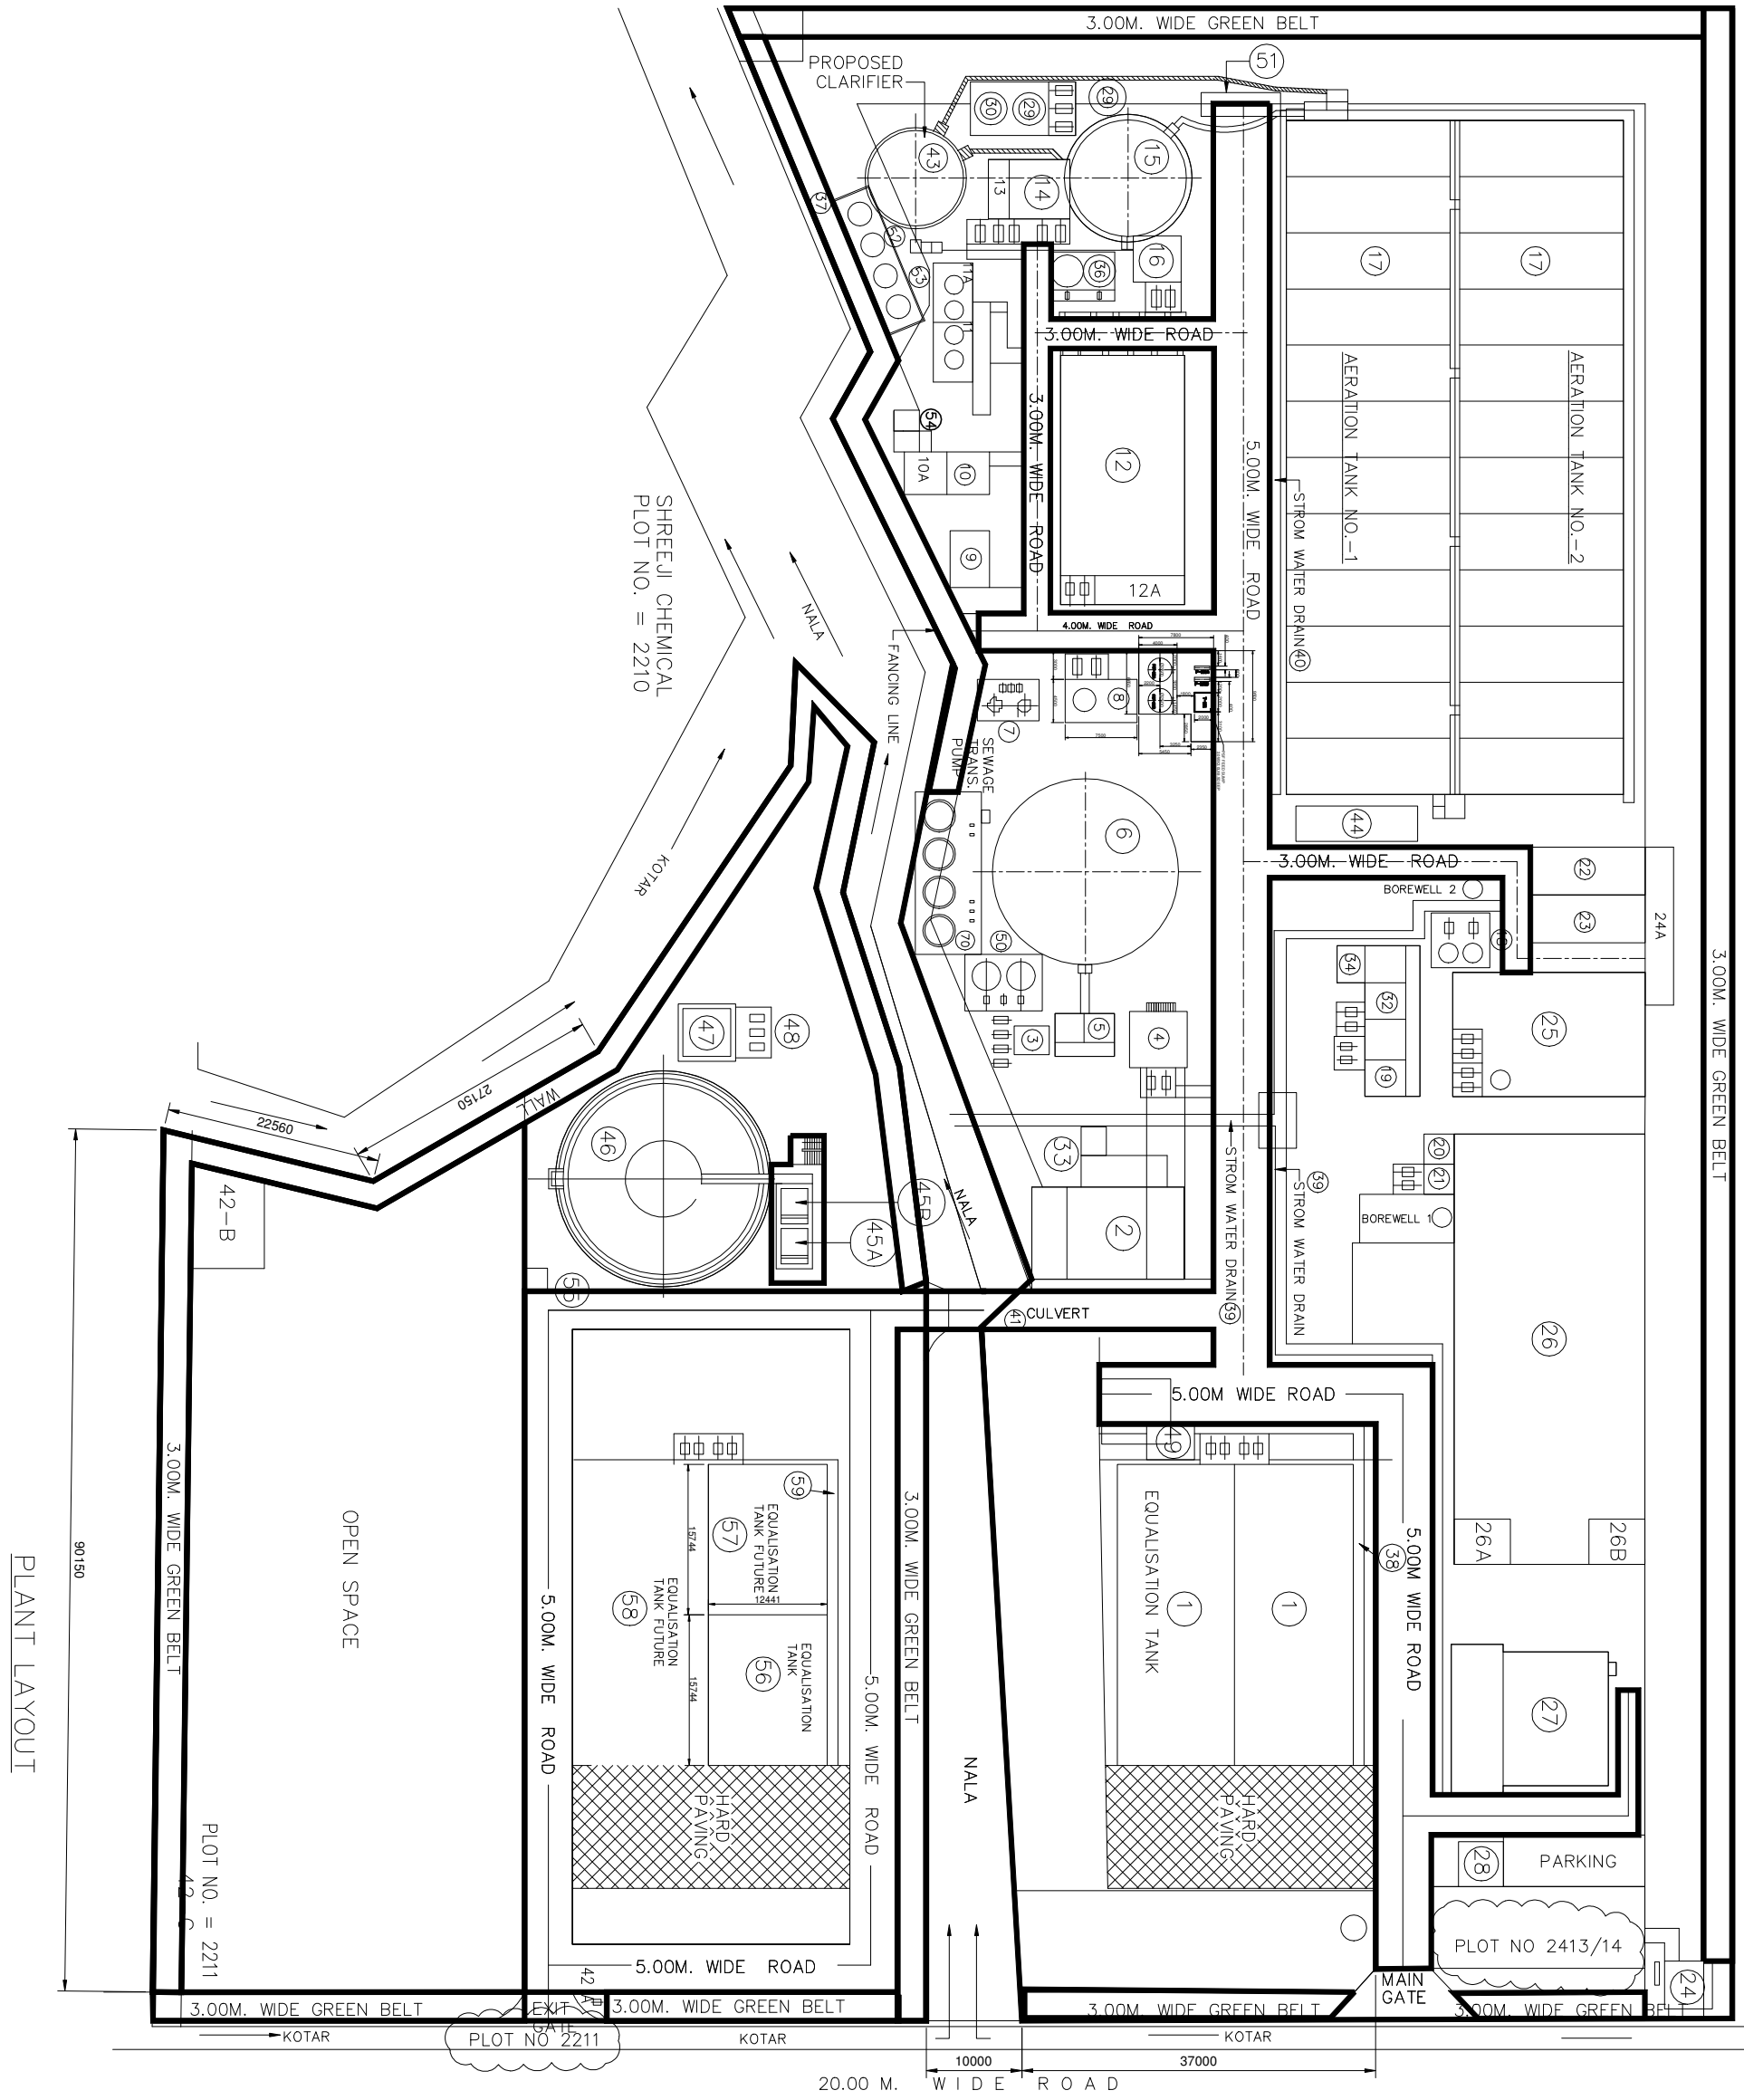 3.00M. WIDE GREEN BELT
PROPOSED
CLARIFIER
51
30
29
29
43
15
13
14
37
52
53
11A
11
36
16
17
17
3.00M. WIDE ROAD
AERATION TANK NO.-1
AERATION TANK NO.-2
3.00M. WIDE ROAD
5.00M. WIDE ROAD
12
12A
54
10A
10
9
STROM WATER DRAIN
40
SHREEJI CHEMICAL
PLOT NO. = 2210
NALA
FANCING LINE
4.00M. WIDE ROAD
8
7
SEWAGE
TRANS.
PUMP
6
44
3.00M. WIDE ROAD
22
23
24A
BOREWELL 2
KOTAR
70
50
34
32
19
25
3.00M. WIDE GREEN BELT
3
5
4
47
48
27150
22560
WALL
46
45B
45A
NALA
33
2
STROM WATER DRAIN
39
39
STROM WATER DRAIN
20
21
BOREWELL 1
42-B
55
41
CULVERT
26
5.00M WIDE ROAD
49
59
EQUALISATION
TANK FUTURE
57
15744
12441
EQUALISATION
TANK FUTURE
58
EQUALISATION
TANK
56
15744
3.00M. WIDE GREEN BELT
OPEN SPACE
5.00M. WIDE ROAD
5.00M. WIDE ROAD
3.00M. WIDE GREEN BELT
EQUALISATION TANK
1
1
38
5.00M WIDE ROAD
26A
26B
27
90150
PLANT LAYOUT
NALA
HARD
PAVING
HARD
PAVING
28
PARKING
PLOT NO. = 2211
PLOT NO 2413/14
5.00M. WIDE ROAD
42
A
MAIN
GATE
24
3.00M. WIDE GREEN BELT
EXIT
GATE
3.00M. WIDE GREEN BELT
3.00M. WIDE GREEN BELT
3.00M. WIDE GREEN BELT
KOTAR
PLOT NO 2211
KOTAR
KOTAR
10000
37000
20.00 M. WIDE ROAD